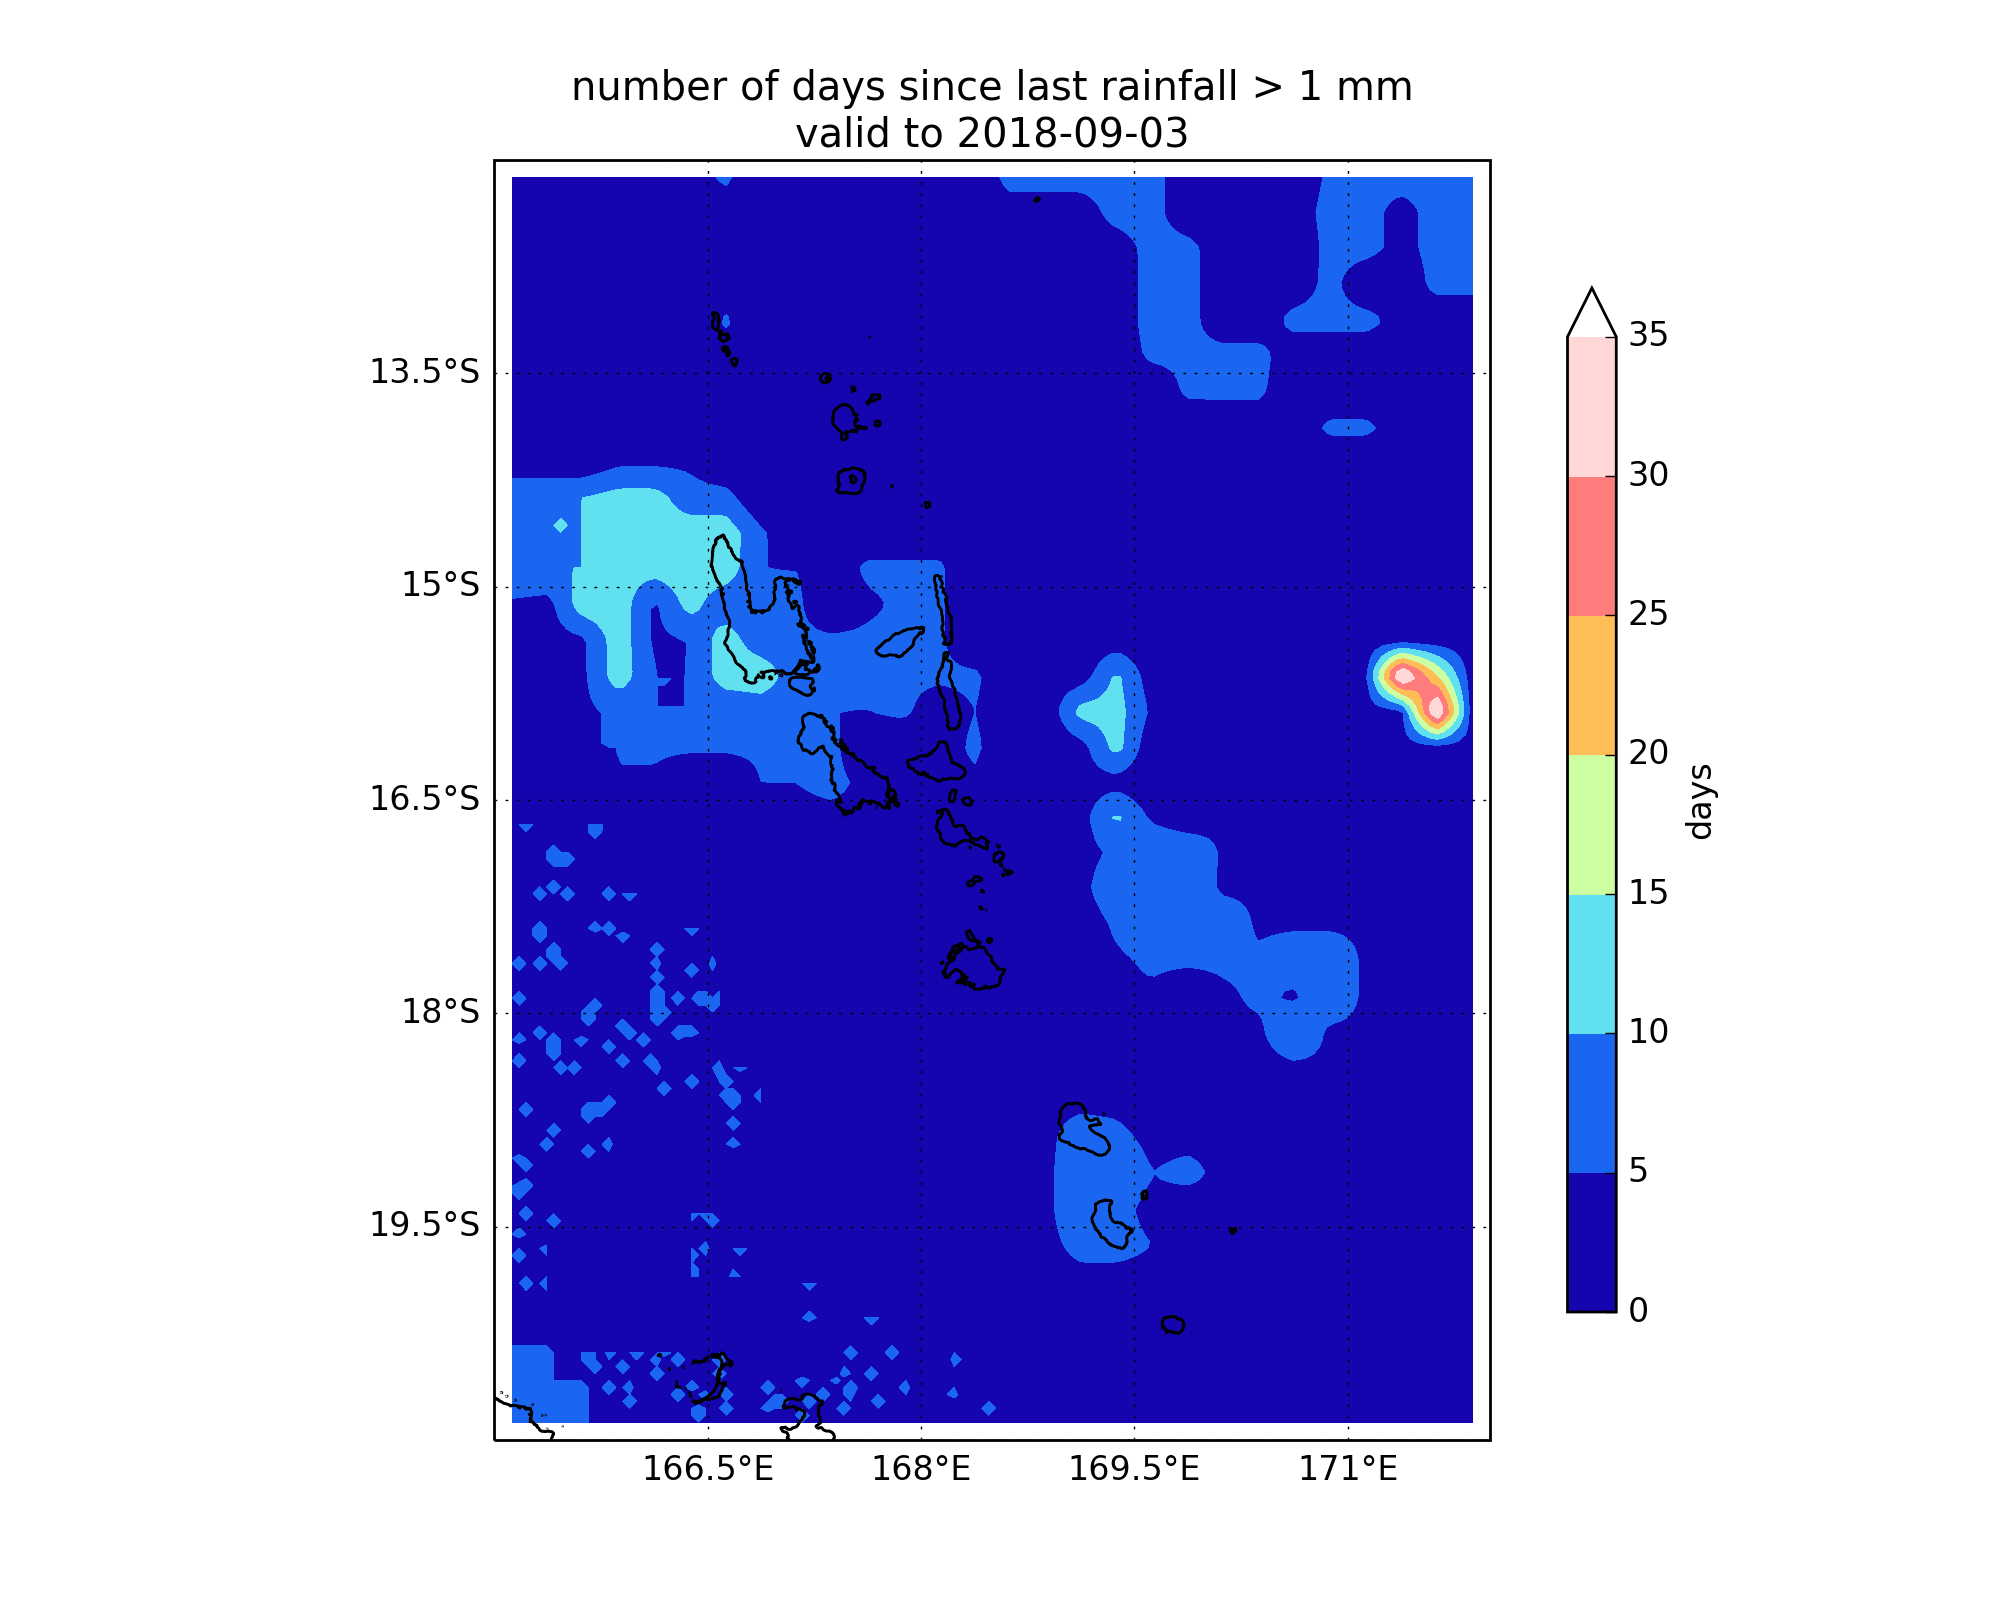 number of days since last rainfall > 1 mm
valid to 2018-09-03
13.5°S
15°S
16.5°S
18°S
19.5°S
166.5°E
168°E
169.5°E
171°E
35
30
25
20
15
10
5
0
days